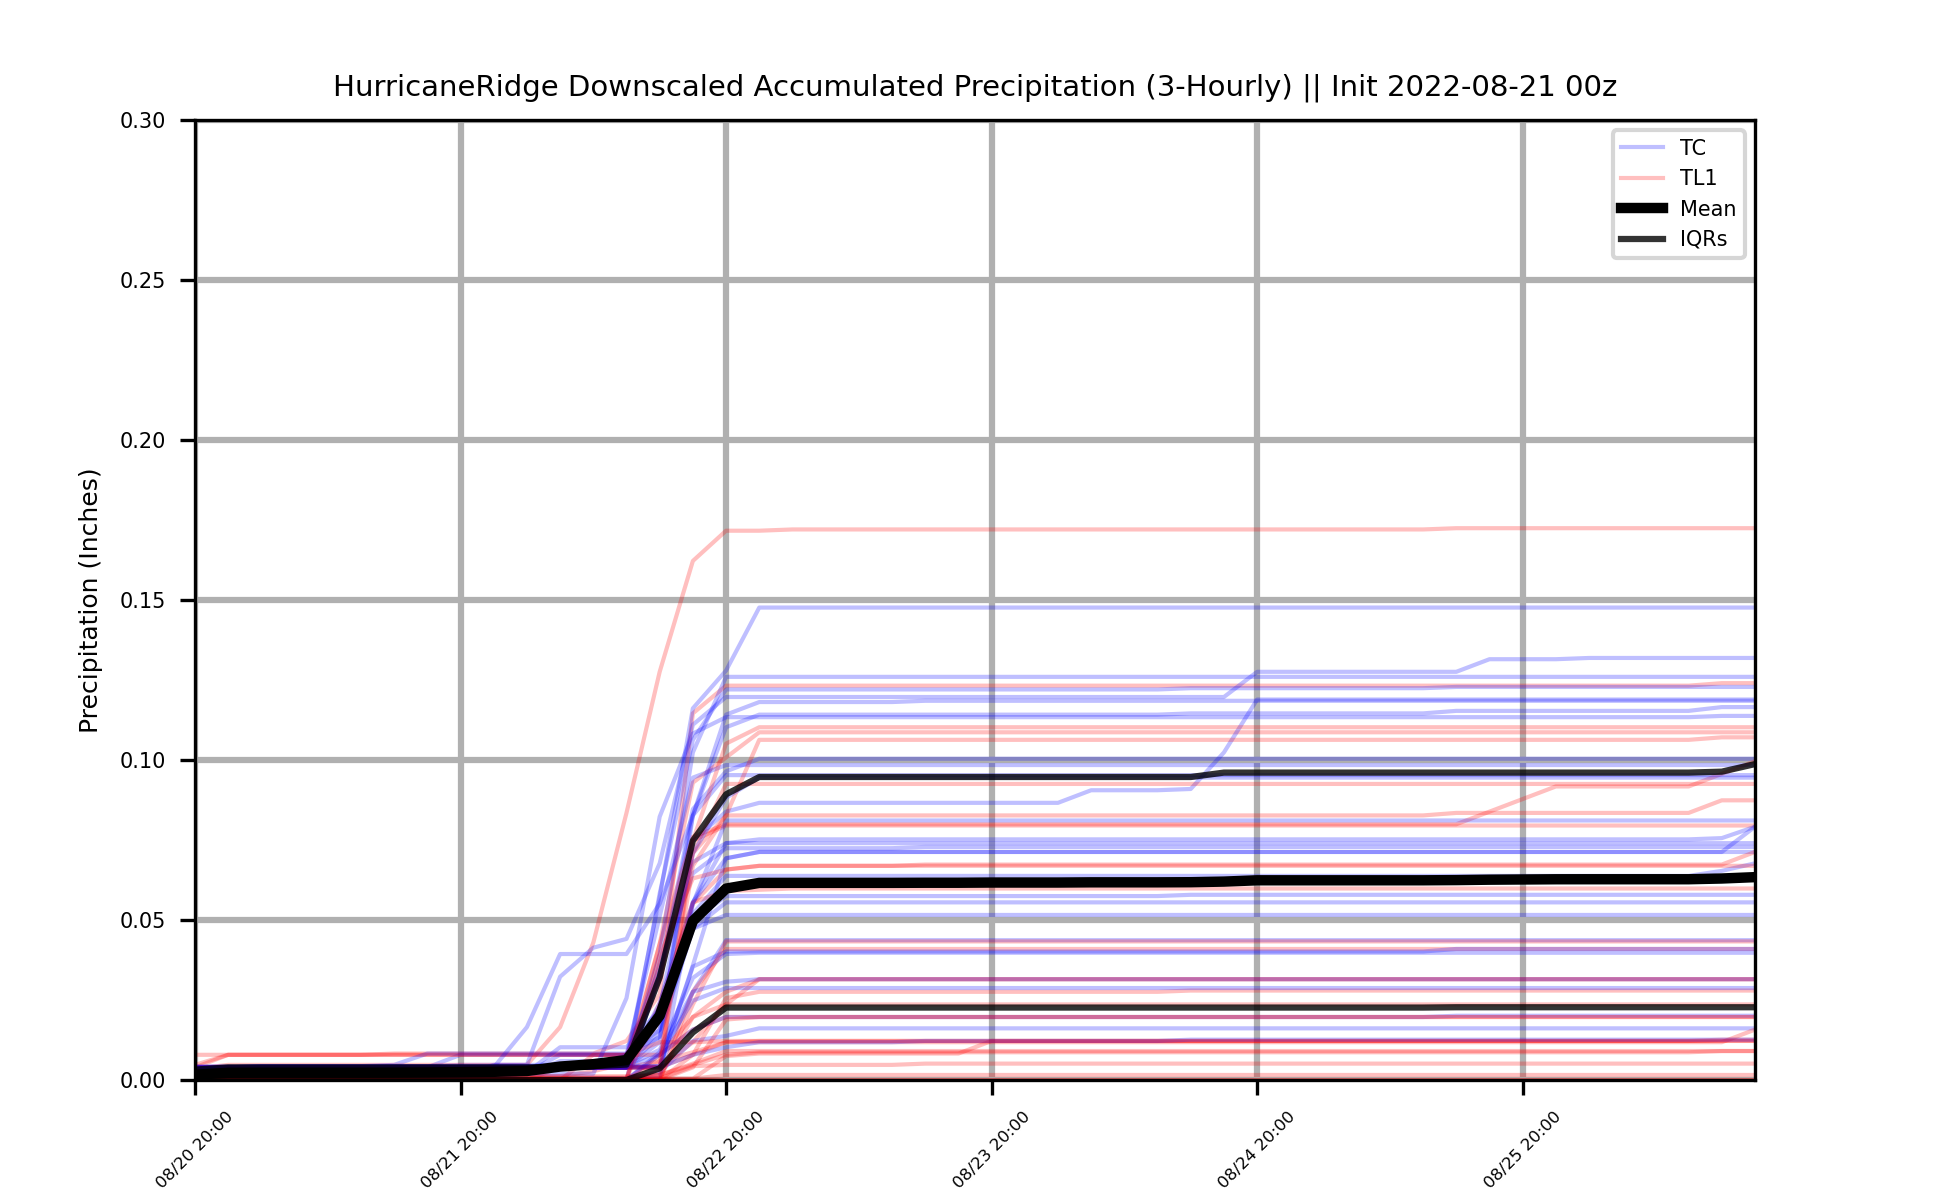 HurricaneRidge Downscaled Accumulated Precipitation (3-Hourly) || Init 2022-08-21 00z
Precipitation (Inches)
0.30
0.25
0.20
0.15
0.10
0.05
0.00
TC
TL1
Mean
IQRs
08/20 20:00
08/21 20:00
08/22 20:00
08/23 20:00
08/24 20:00
08/25 20:00